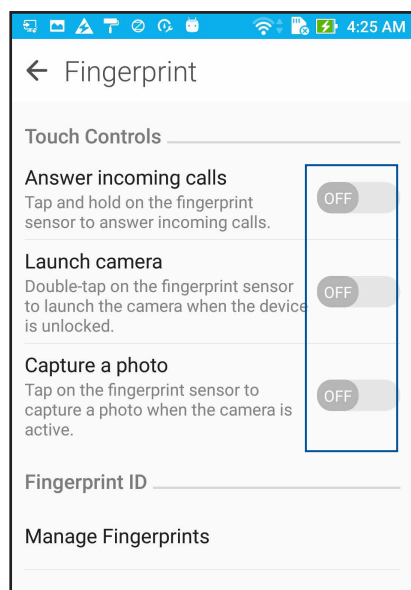 4:25 AM
Fingerprint
Touch Controls
Answer incoming calls
Tap and hold on the fingerprint
sensor to answer incoming calls.
OFF
Launch camera
Double-tap on the fingerprint sensor
to launch the camera when the device
is unlocked.
OFF
Capture a photo
Tap on the fingerprint sensor to
capture a photo when the camera is
active.
OFF
Fingerprint ID
Manage Fingerprints